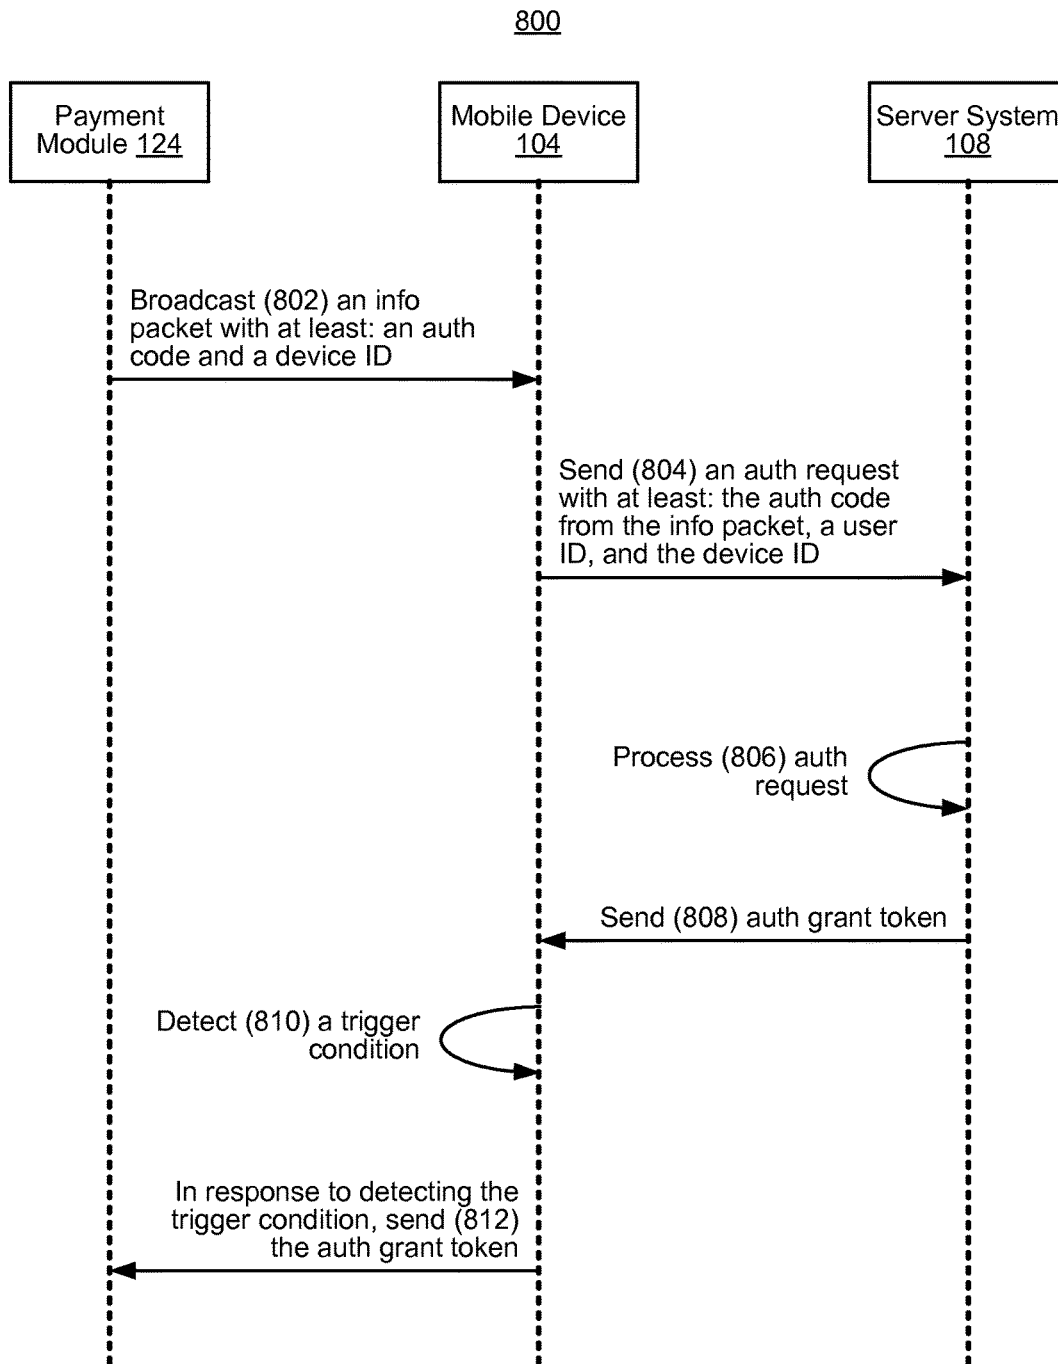 800
Payment
Module 124
Mobile Device
104
Server System
108
Broadcast (802) an info
packet with at least: an auth
code and a device ID
Send (804) an auth request
with at least: the auth code
from the info packet, a user
ID, and the device ID
Process (806) auth
request
Send (808) auth grant token
Detect (810) a trigger
condition
In response to detecting the
trigger condition, send (812)
the auth grant token